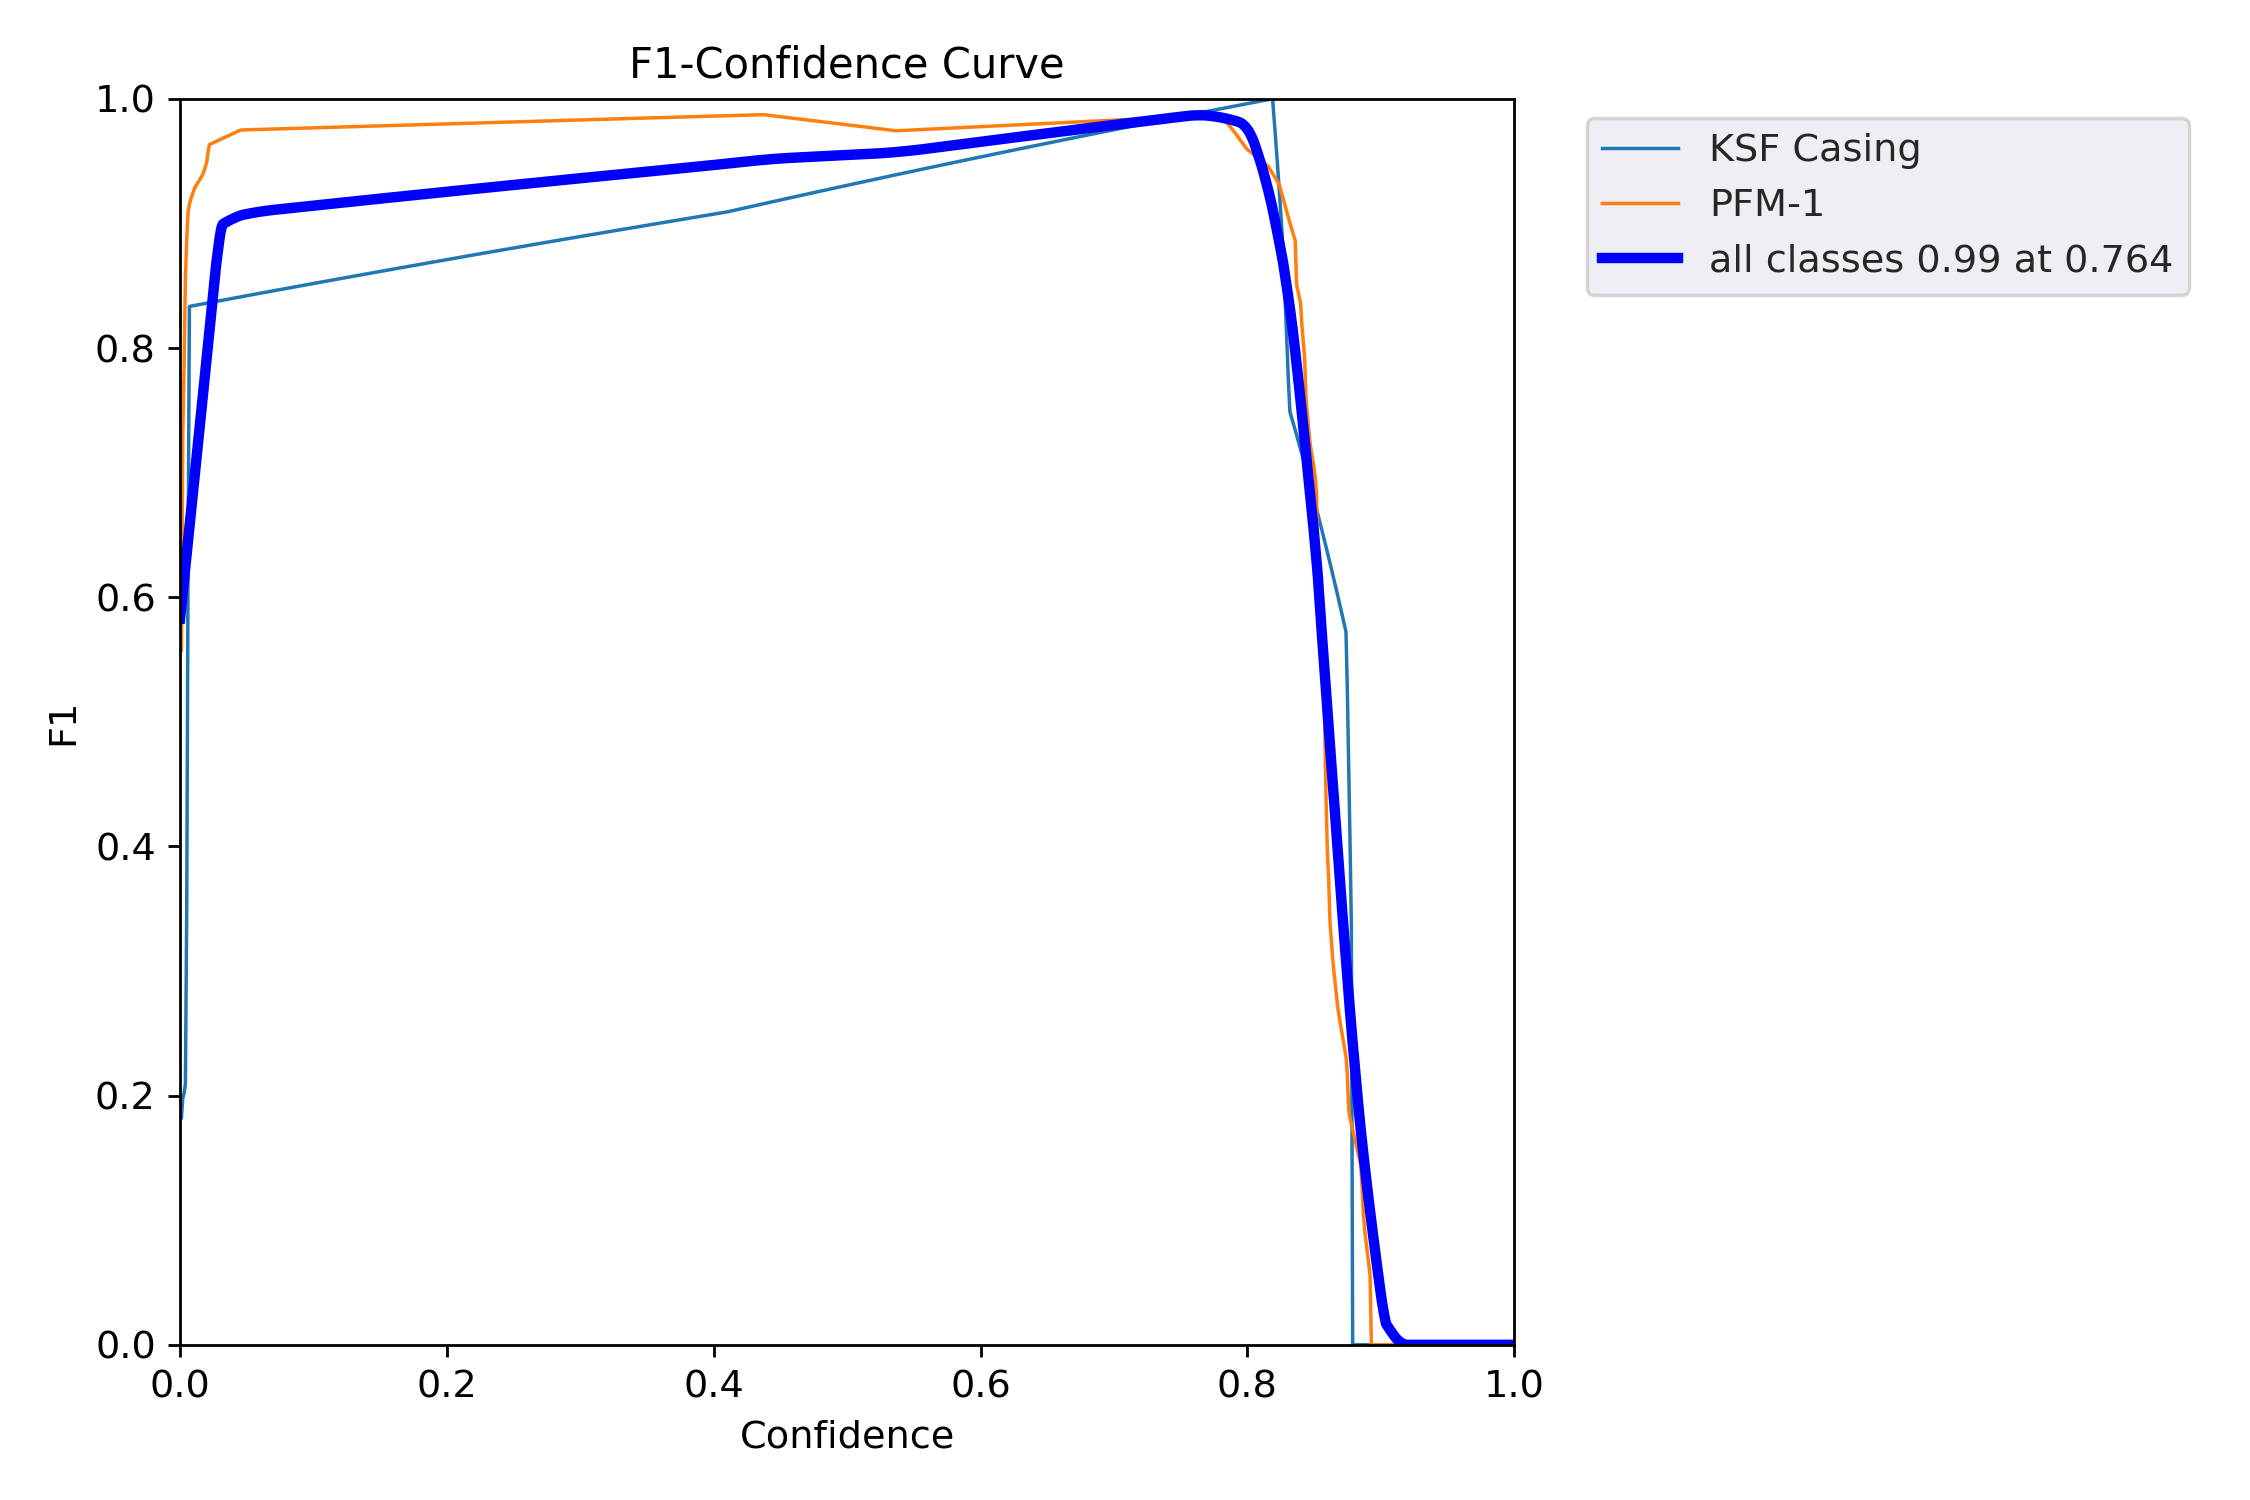 F1-Confidence Curve
1.0
0.8
0.6
0.4
0.2
0.0
F1
0.0 0.2 0.4 0.6 0.8 1.0
Confidence
KSF Casing
PFM-1
all classes 0.99 at 0.764